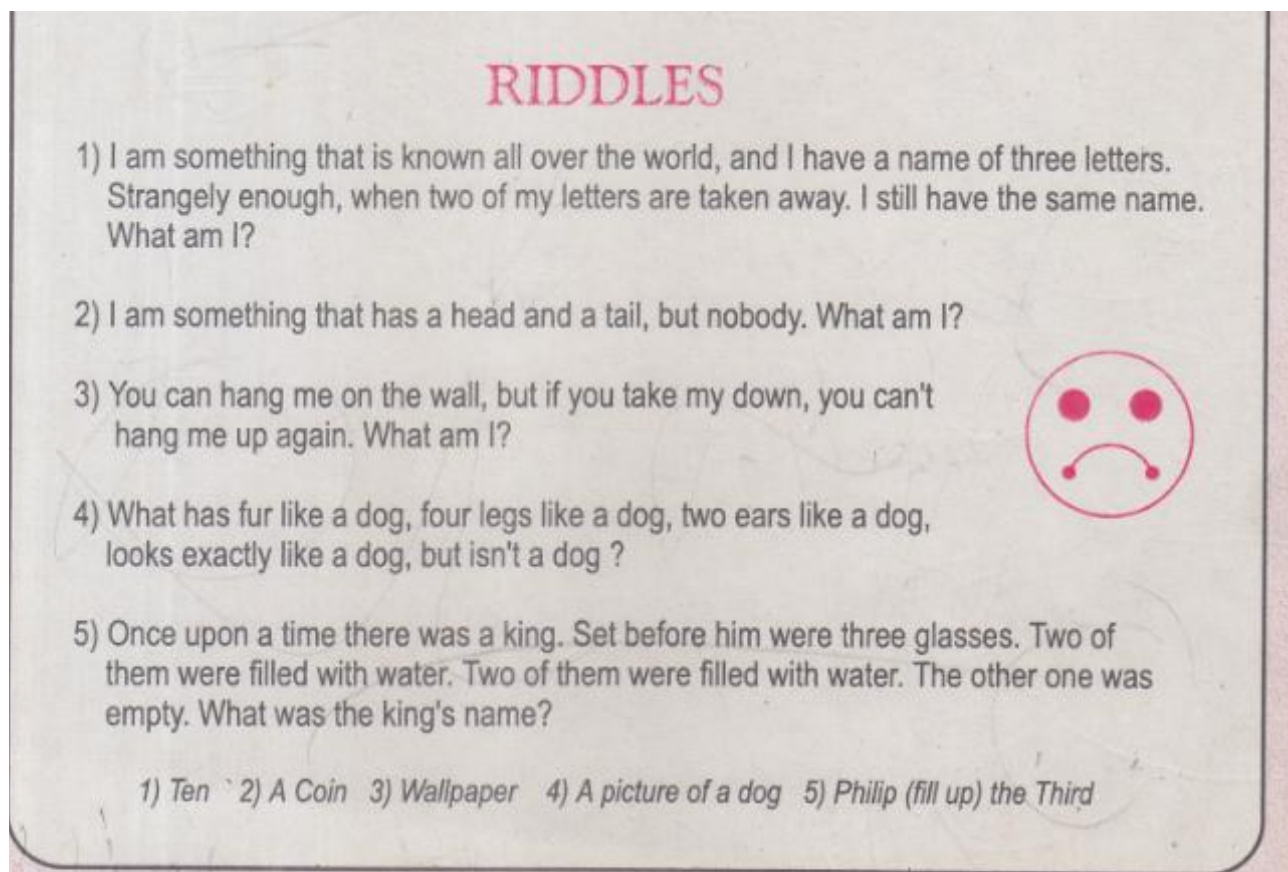 RIDDLES
1) I am something that is known all over the world, and I have a name of three letters.
Strangely enough, when two of my letters are taken away. I still have the same name.
What am I?
2) I am something that has a head and a tail, but nobody. What am I?
3) You can hang me on the wall, but if you take my down, you can't
hang me up again. What am I?
4) What has fur like a dog, four legs like a dog, two ears like a dog,
looks exactly like a dog, but isn't a dog ?
5) Once upon a time there was a king. Set before him were three glasses. Two of
them were filled with water. Two of them were filled with water. The other one was
empty. What was the king's name?
1) Ten 2) A Coin 3) Wallpaper 4) A picture of a dog 5) Philip (fill up) the Third